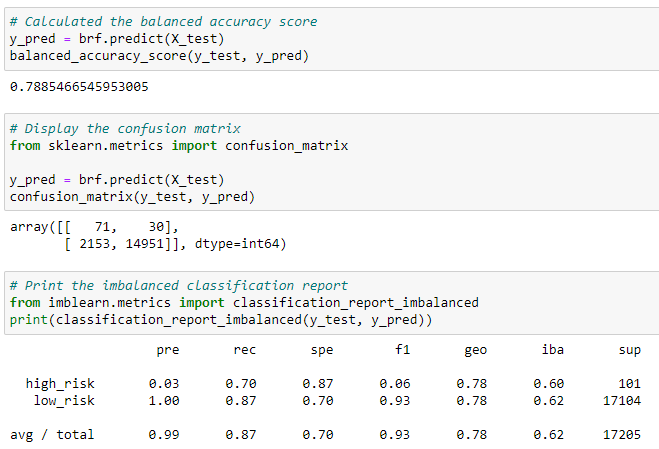 # Calculated the balanced accuracy score
y_pred = brf.predict(X_test)
balanced_accuracy_score(y_test, y_pred)
0.7885466545953005
# Display the confusion matrix
from sklearn.metrics import confusion_matrix
y_pred = brf.predict(X_test)
confusion_matrix(y_test, y_pred)
array([[   71,    30],
       [ 2153, 14951]], dtype=int64)
# Print the imbalanced classification report
from imblearn.metrics import classification_report_imbalanced
print(classification_report_imbalanced(y_test, y_pred))
                   pre       rec       spe        f1       geo       iba       sup
  high_risk       0.03      0.70      0.87      0.06      0.78      0.60       101
   low_risk       1.00      0.87      0.70      0.93      0.78      0.62     17104
avg / total       0.99      0.87      0.70      0.93      0.78      0.62     17205